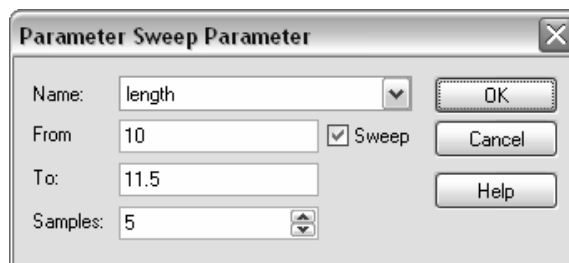 Parameter Sweep Parameter
Name: length OK
From 10 Sweep Cancel
To: 11.5
Help
Samples: 5